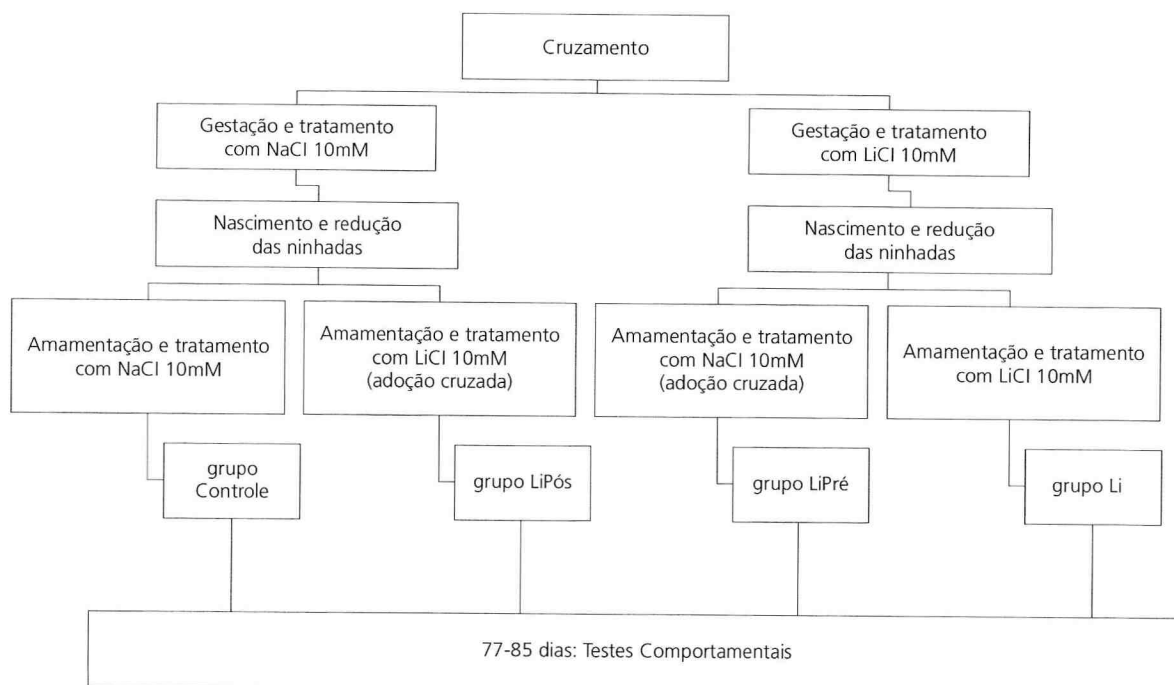 Cruzamento
Gestação e tratamento
com NaCl 10mM
Gestação e tratamento
com LiCl 10mM
Nascimento e redução
das ninhadas
Nascimento e redução
das ninhadas
Amamentação e tratamento
com NaCl 10mM
Amamentação e tratamento
com LiCl 10mM
(adoção cruzada)
Amamentação e tratamento
com NaCl 10mM
(adoção cruzada)
Amamentação e tratamento
com LiCl 10mM
grupo
Controle
grupo LiPós
grupo LiPré
grupo Li
77-85 dias: Testes Comportamentais